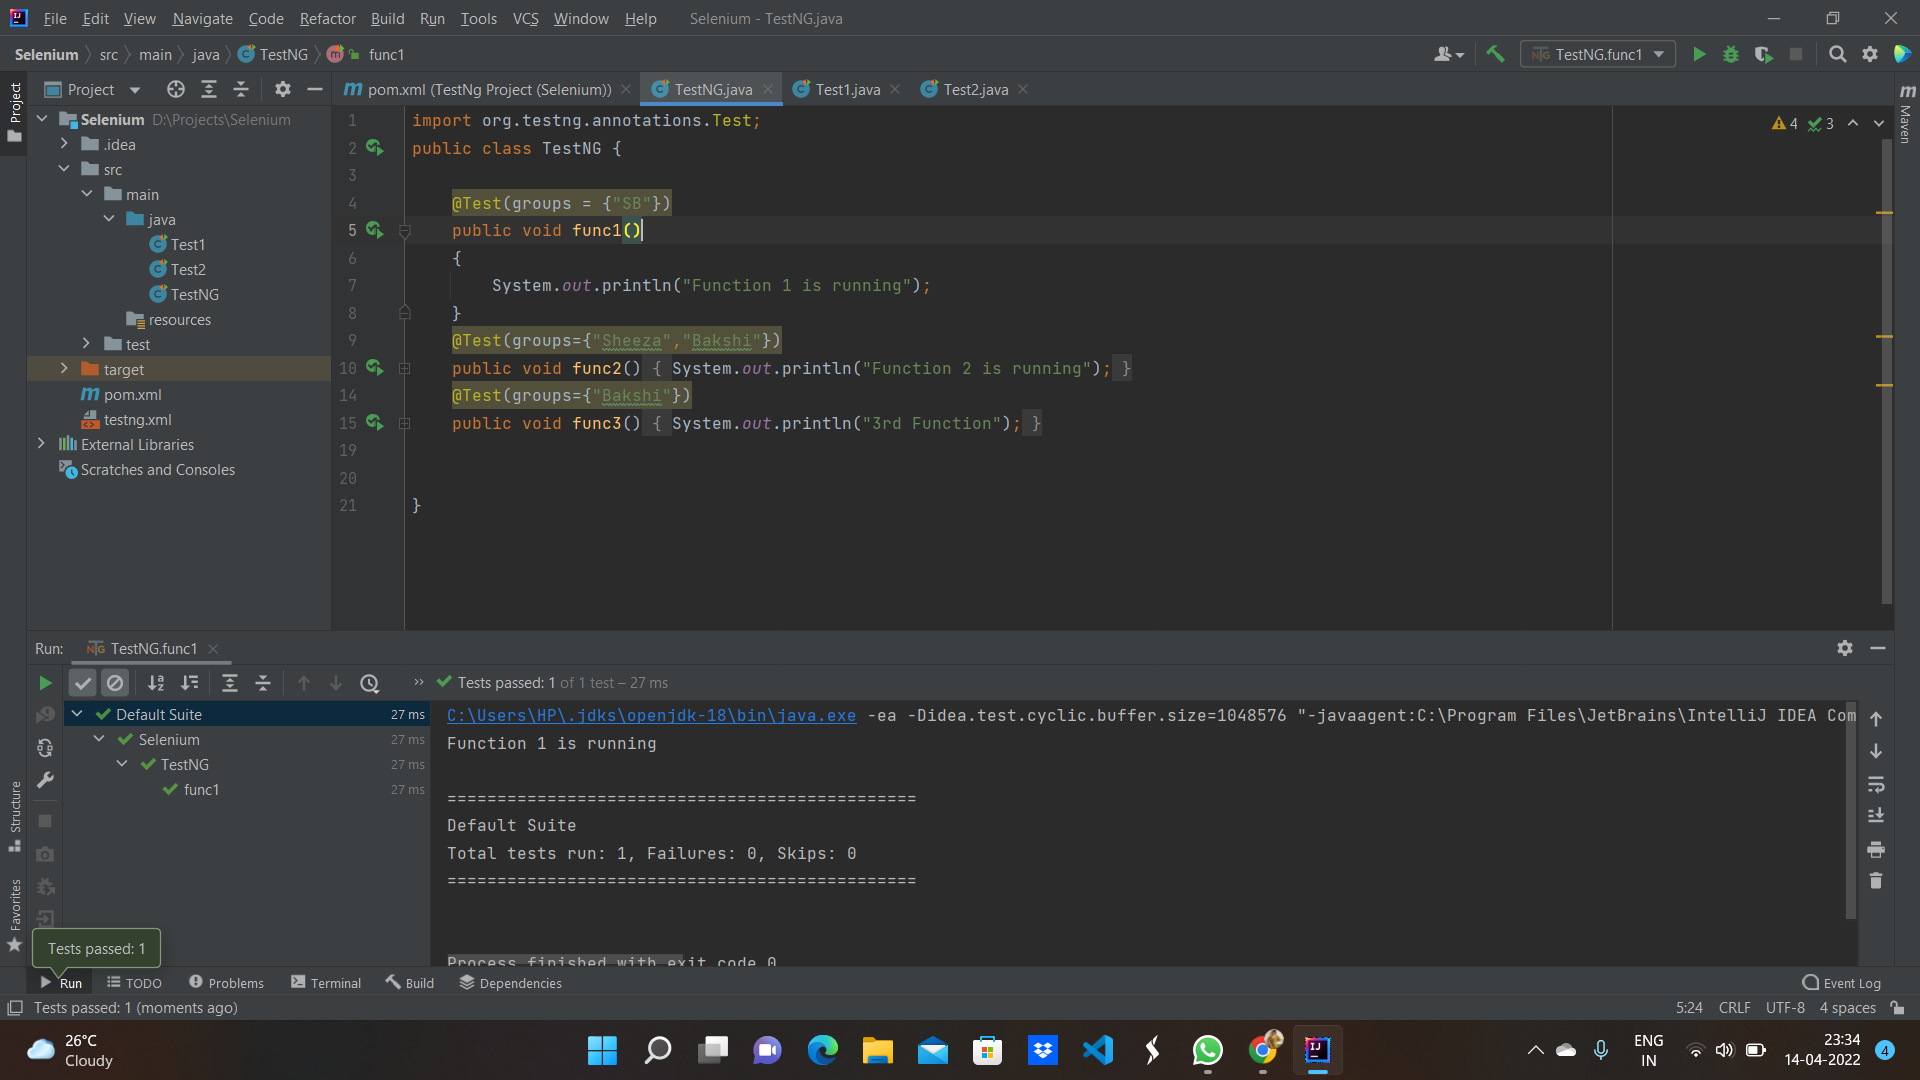 File Edit View Navigate Code Refactor Build Run Tools VCS Window Help Selenium - TestNG.java
Selenium src main java TestNG func1 TestNG.func1
Project pom.xml (TestNg Project (Selenium)) TestNG.java Test1.java Test2.java
Project
Maven
Structure
Favorites
Selenium D:\Projects\Selenium
.idea
src
main
java
Test1
Test2
TestNG
resources
test
target
pom.xml
testng.xml
External Libraries
Scratches and Consoles
4 3
1 import org.testng.annotations.Test;
2 public class TestNG {
3
4 @Test(groups = {"SB"})
5 public void func1()
6 {
7 System.out.println("Function 1 is running");
8 }
9 @Test(groups={"Sheeza","Bakshi"})
10 public void func2() { System.out.println("Function 2 is running"); }
14 @Test(groups={"Bakshi"})
15 public void func3() { System.out.println("3rd Function"); }
19
20
21 }
Run: TestNG.func1
Tests passed: 1 of 1 test – 27 ms
Default Suite 27 ms
Selenium 27 ms
TestNG 27 ms
func1 27 ms
C:\Users\HP\.jdks\openjdk-18\bin\java.exe -ea -Didea.test.cyclic.buffer.size=1048576 "-javaagent:C:\Program Files\JetBrains\IntelliJ IDEA Com
Function 1 is running
===============================================
Default Suite
Total tests run: 1, Failures: 0, Skips: 0
===============================================
Process finished with exit code 0
Tests passed: 1
Run TODO Problems Terminal Build Dependencies Event Log
Tests passed: 1 (moments ago) 5:24 CRLF UTF-8 4 spaces
26°C
Cloudy
ENG
IN
23:34
14-04-2022
4